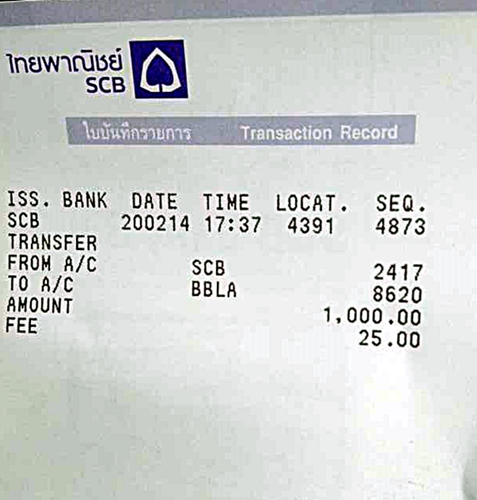 ไทยพาณิชย์
SCB
ใบบันทึกรายการ Transaction Record
ISS. BANK DATE TIME LOCAT. SEQ.
SCB 200214 17:37 4391 4873
TRANSFER
FROM A/C SCB 2417
TO A/C BBLA 8620
AMOUNT 1,000.00
FEE 25.00